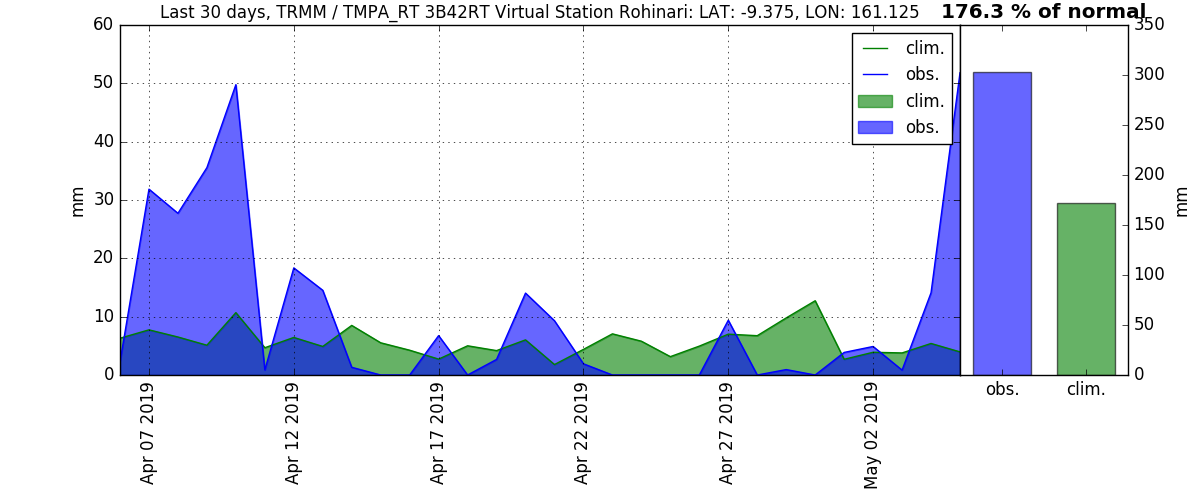 Last 30 days, TRMM / TMPA_RT 3B42RT Virtual Station Rohinari: LAT: -9.375, LON: 161.125
176.3 % of normal
60
50
40
30
20
10
0
mm
clim.
obs.
clim.
obs.
350
300
250
200
150
100
50
0
mm
Apr 07 2019
Apr 12 2019
Apr 17 2019
Apr 22 2019
Apr 27 2019
May 02 2019
obs.
clim.